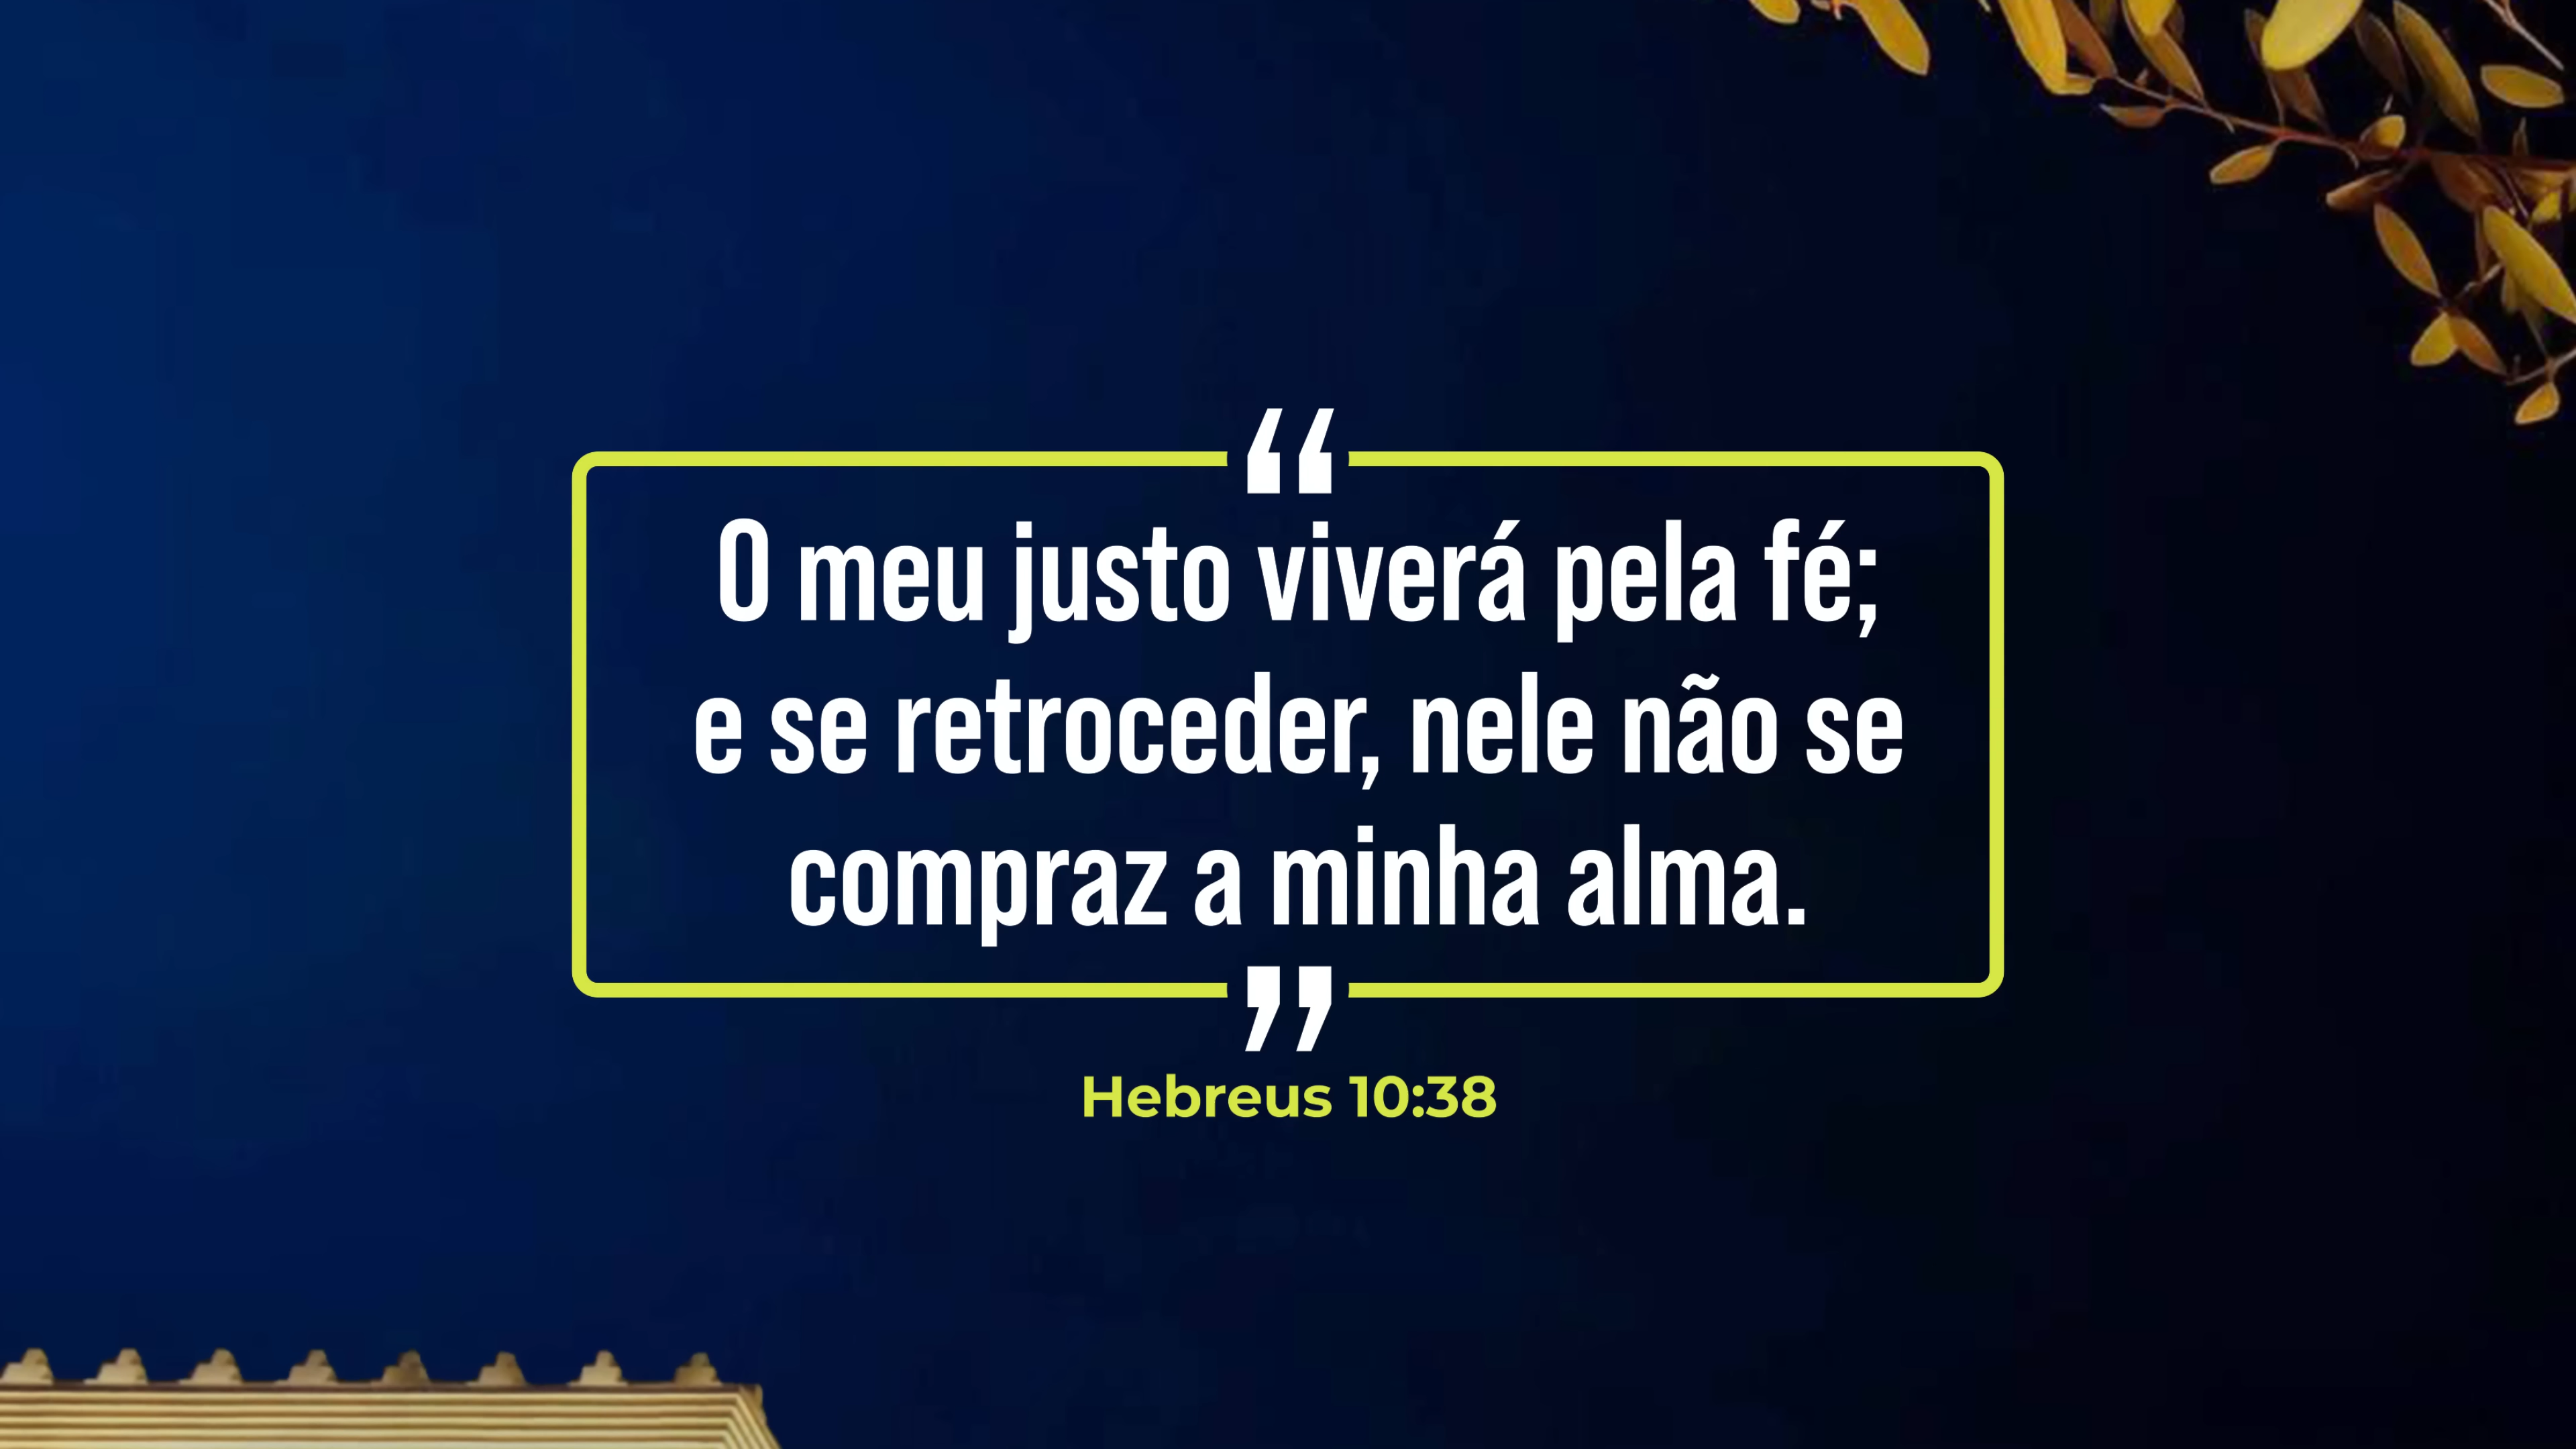 “
O meu justo viverá pela fé;
e se retroceder, nele não se
compraz a minha alma.
”
Hebreus 10:38